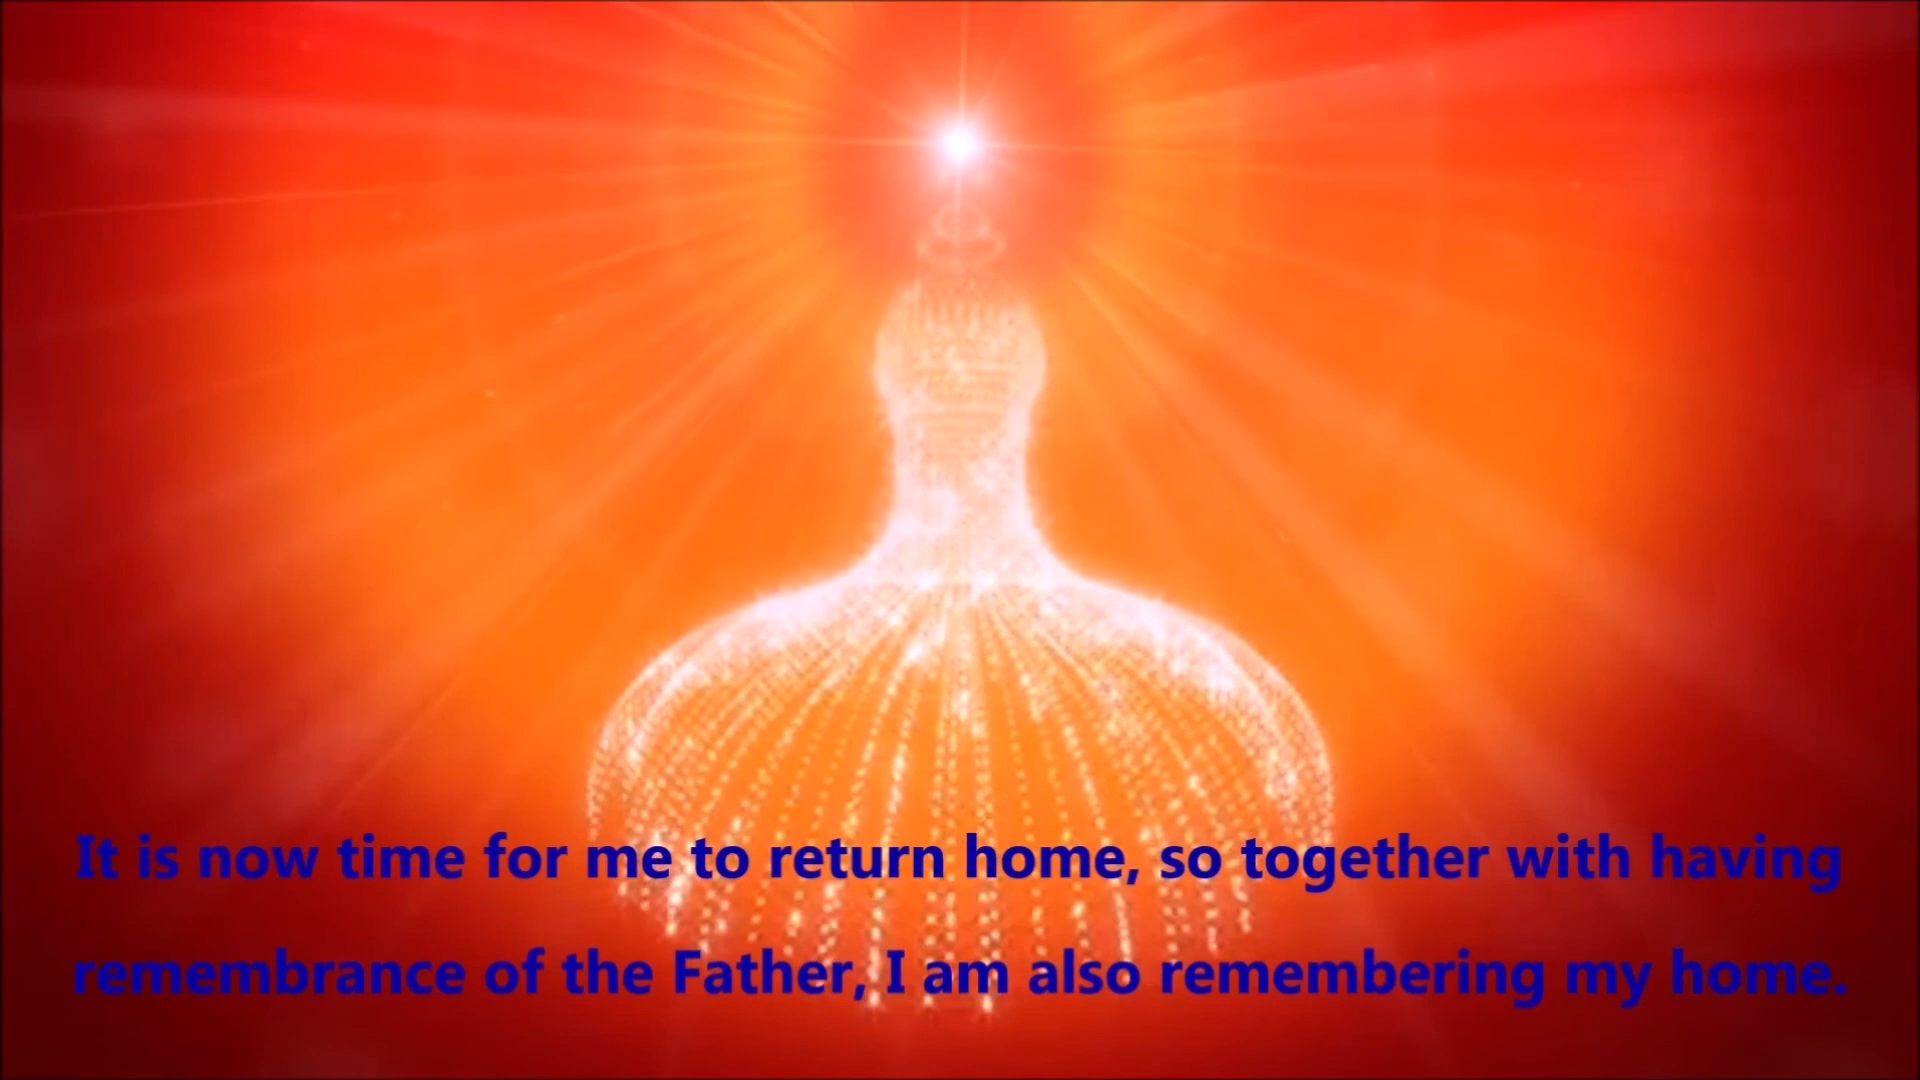 It is now time for me to return home, so together with having
remembrance of the Father, I am also remembering my home.